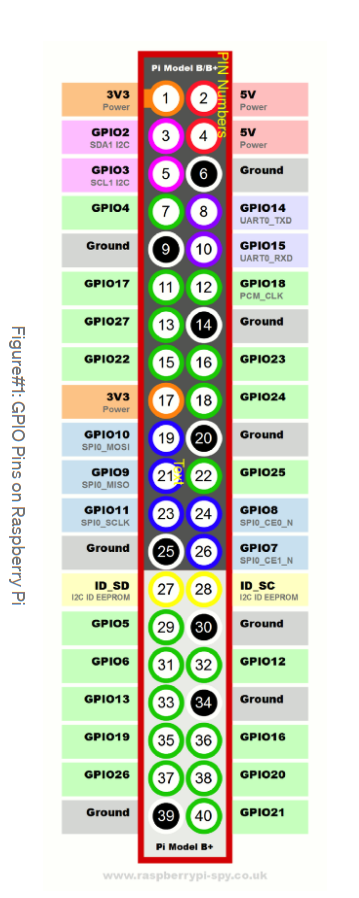 Pi Model B/B+
PIN Numbers
3V3
Power
1
2
5V
Power
GPIO2
SDA1 I2C
3
4
5V
Power
GPIO3
SCL1 I2C
5
6
Ground
GPIO4
7
8
GPIO14
UART0_TXD
Ground
9
10
GPIO15
UART0_RXD
GPIO17
11
12
GPIO18
PCM_CLK
GPIO27
13
14
Ground
GPIO22
15
16
GPIO23
3V3
Power
17
18
GPIO24
GPIO10
SPI0_MOSI
19
20
Ground
GPIO9
SPI0_MISO
21
22
GPIO25
GPIO11
SPI0_SCLK
23
24
GPIO8
SPI0_CE0_N
Ground
25
26
GPIO7
SPI0_CE1_N
ID_SD
I2C ID EEPROM
27
28
ID_SC
I2C ID EEPROM
GPIO5
29
30
Ground
GPIO6
31
32
GPIO12
GPIO13
33
34
Ground
GPIO19
35
36
GPIO16
GPIO26
37
38
GPIO20
Ground
39
40
GPIO21
Pi Model B+
www.raspberrypi-spy.co.uk
Figure#1: GPIO Pins on Raspberry Pi